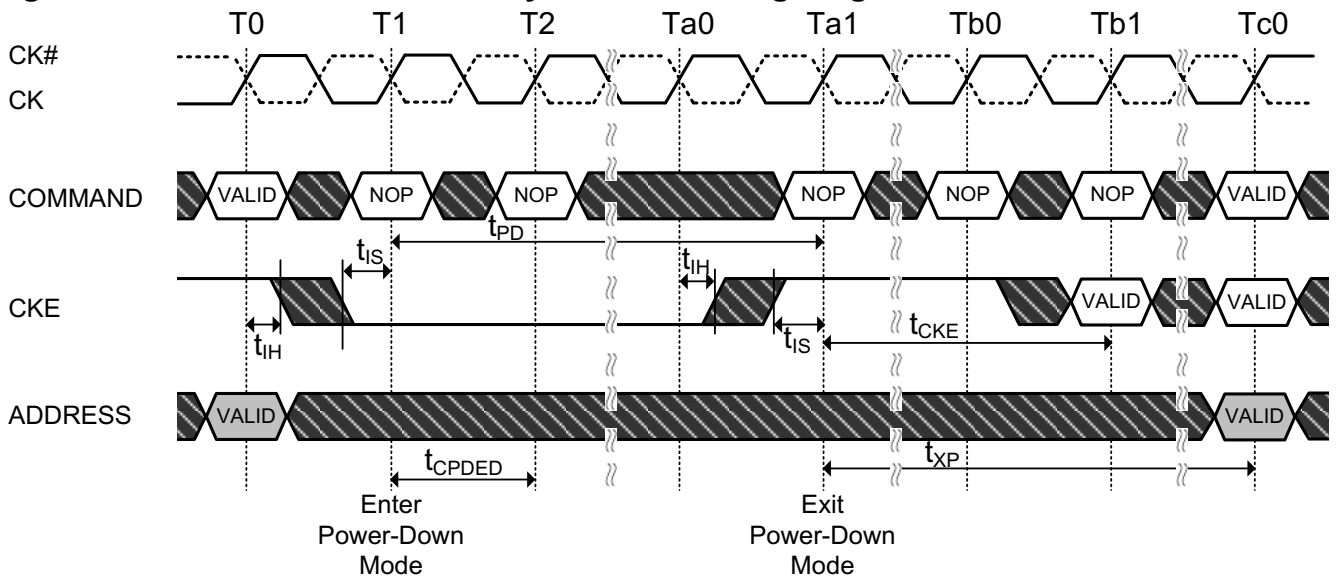 T0 T1 T2 Ta0 Ta1 Tb0 Tb1 Tc0
CK#
CK
COMMAND VALID NOP NOP NOP NOP NOP VALID
tPD
tIS tIH
CKE VALID VALID
tIH tIS tCKE
ADDRESS VALID VALID
tCPDED tXP
Enter
Power-Down
Mode
Exit
Power-Down
Mode